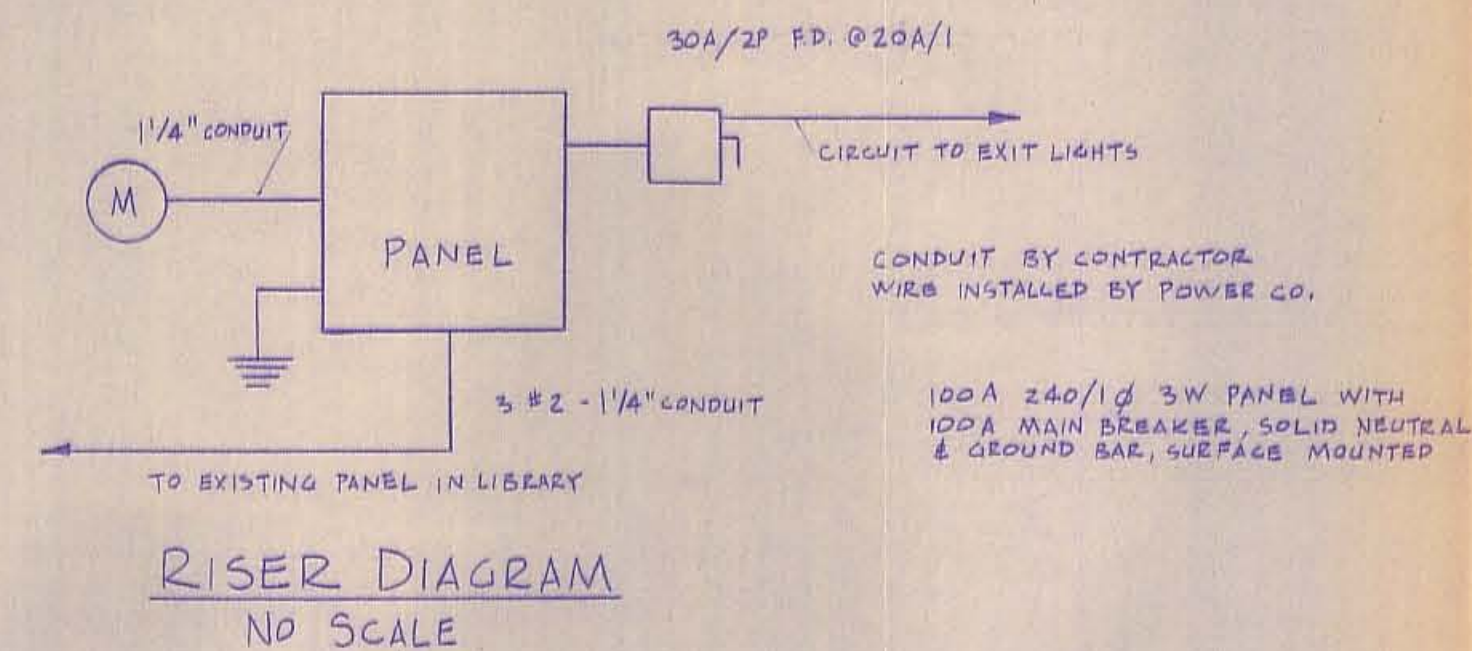 30A/2P F.D. @ 20A/1
1 1/4" CONDUIT
CIRCUIT TO EXIT LIGHTS
M
PANEL
CONDUIT BY CONTRACTOR
WIRE INSTALLED BY POWER CO.
3 #2 - 1 1/4" CONDUIT
100A 240/1ϕ 3W PANEL WITH
100A MAIN BREAKER, SOLID NEUTRAL
& GROUND BAR, SURFACE MOUNTED
TO EXISTING PANEL IN LIBRARY
RISER DIAGRAM
NO SCALE